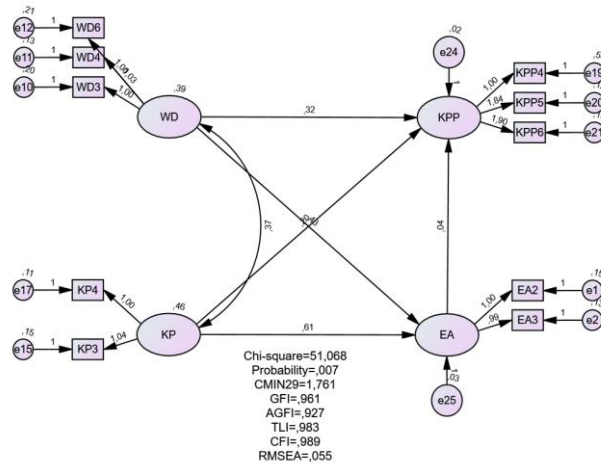 ,21
e12 1 WD6
,13
e11 1 WD4
,20
e10 1 WD3
1,00
,39
WD
,02
e24
1
KPP
1,00
1,84
1,90
KPP4 1 e19
KPP5 1 e20
KPP6 1 e21
,32
,37
,04
,11
e17 1 KP4
1,00
,15
e15 1 KP3
1,04
,46
KP
,61
EA
1,00
,99
EA2 1
EA3 1
,03
e25
Chi-square=51,068
Probability=,007
CMIN29=1,761
GFI=,961
AGFI=,927
TLI=,983
CFI=,989
RMSEA=,055